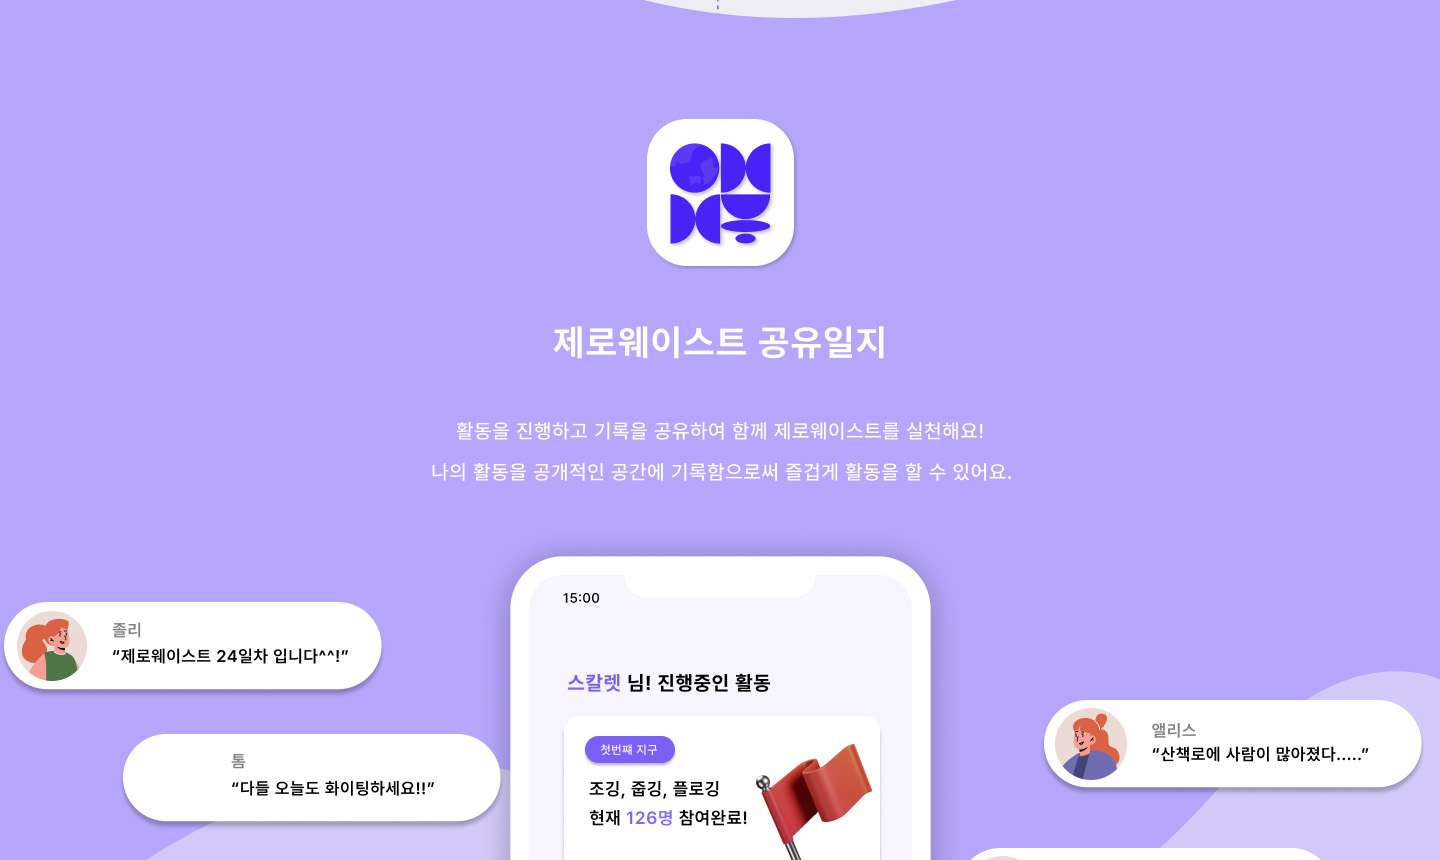 제로웨이스트 공유일지
활동을 진행하고 기록을 공유하여 함께 제로웨이스트를 실천해요!
나의 활동을 공개적인 공간에 기록함으로써 즐겁게 활동을 할 수 있어요.
15:00
졸리
“제로웨이스트 24일차 입니다^^!”
스칼렛 님! 진행중인 활동
톰
“다들 오늘도 화이팅하세요!!”
첫번쨰 지구
조깅, 줍깅, 플로깅
현재 126명 참여완료!
앨리스
“산책로에 사람이 많아졌다.....”